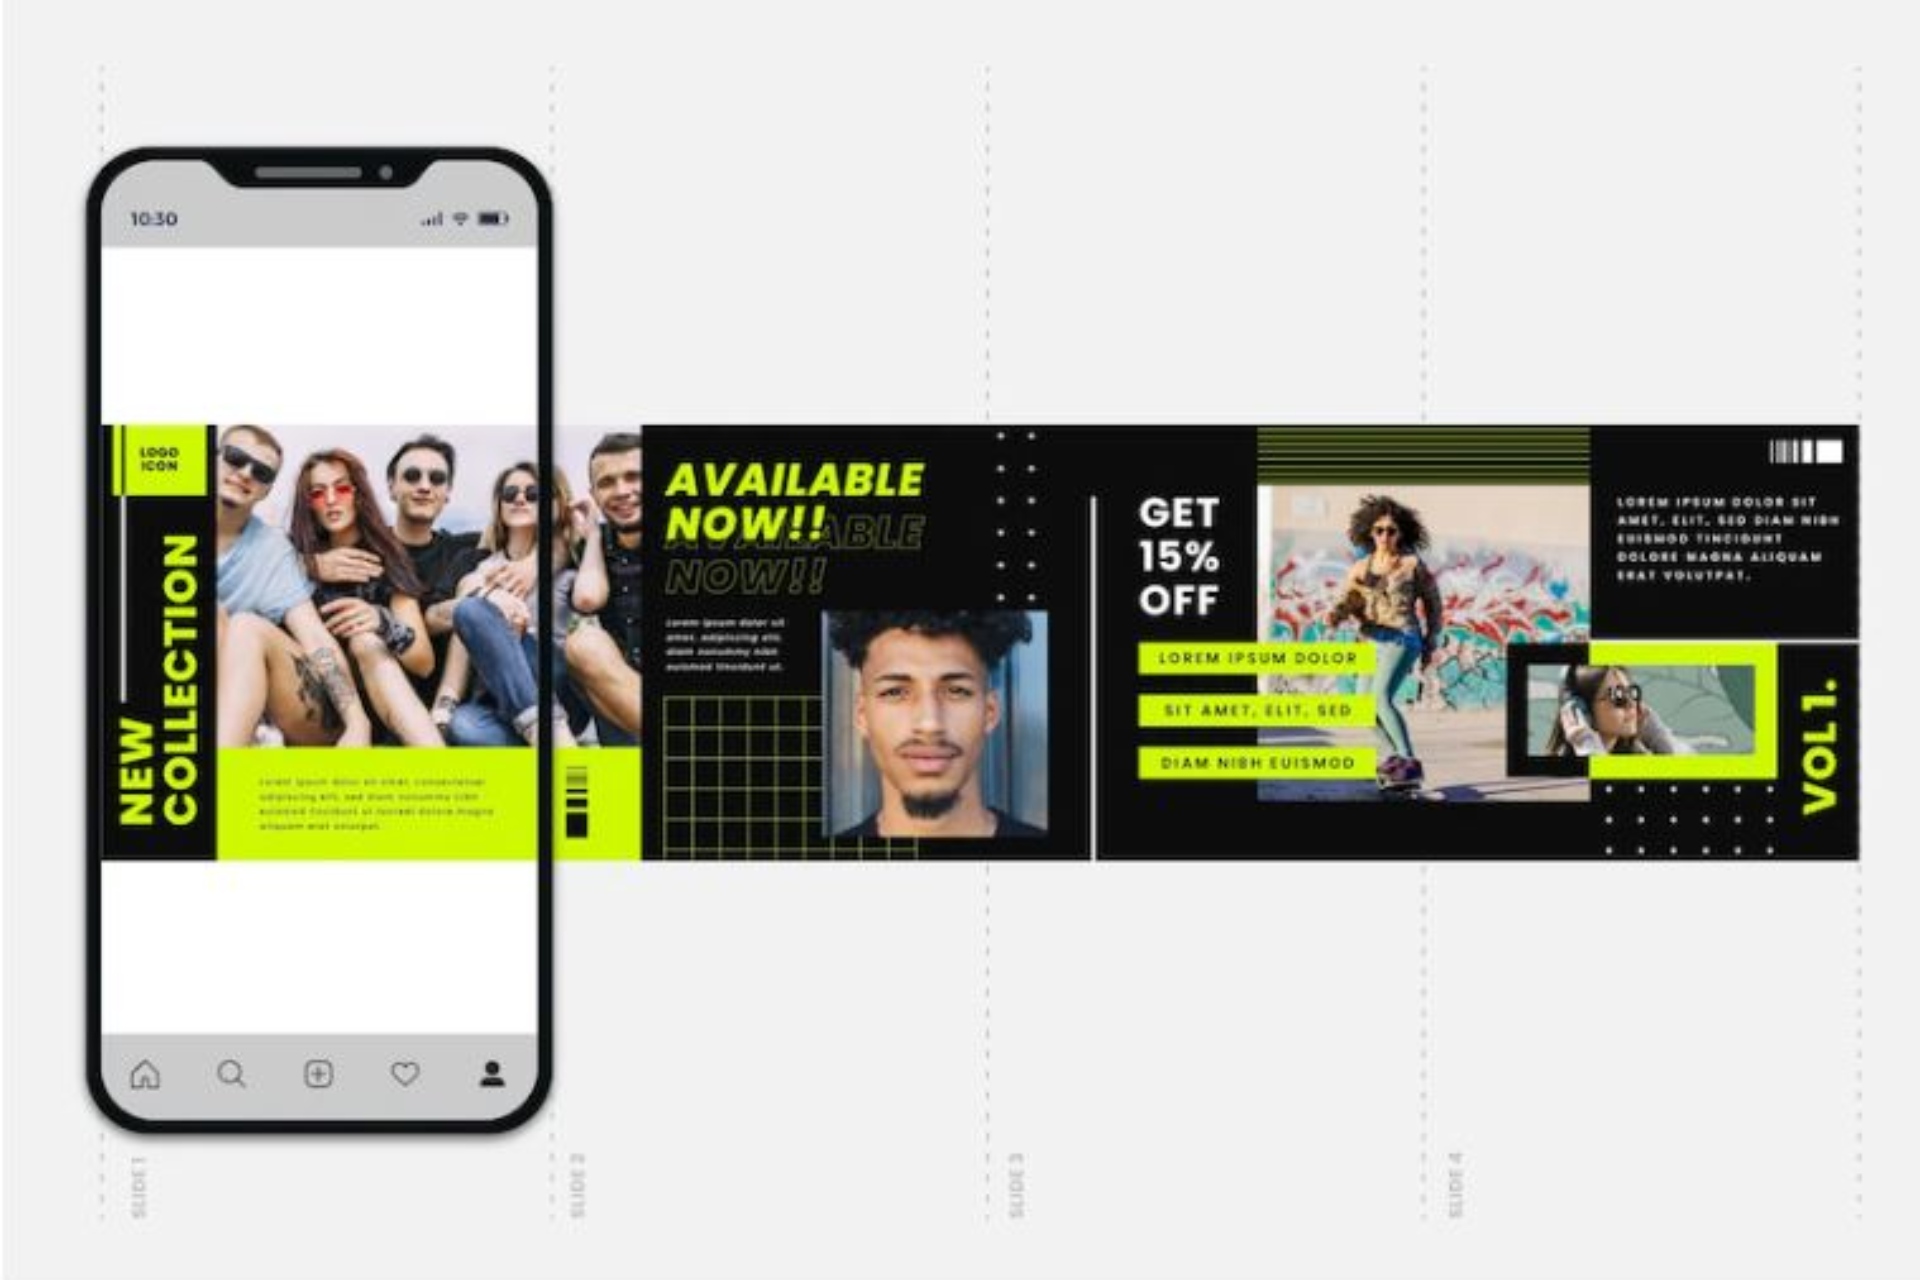 10:30
LOGO
ICON
NEW
COLLECTION
Lorem ipsum dolor sit amet, consectetuer
adipiscing elit, sed diam nonummy nibh
euismod tincidunt ut laoreet dolore magna
aliquam erat volutpat.
AVAILABLE
NOW!!
AVAILABLE
NOW!!
Lorem ipsum dolor sit
amet, adipiscing elit,
diam nonummy nibh
euismod tincidunt ut.
GET
15%
OFF
LOREM IPSUM DOLOR
SIT AMET, ELIT, SED
DIAM NIBH EUISMOD
LOREM IPSUM DOLOR SIT
AMET, ELIT, SED DIAM NIBH
EUISMOD TINCIDUNT
DOLORE MAGNA ALIQUAM
ERAT VOLUTPAT.
VOL 1.
SLIDE 1
SLIDE 2
SLIDE 3
SLIDE 4